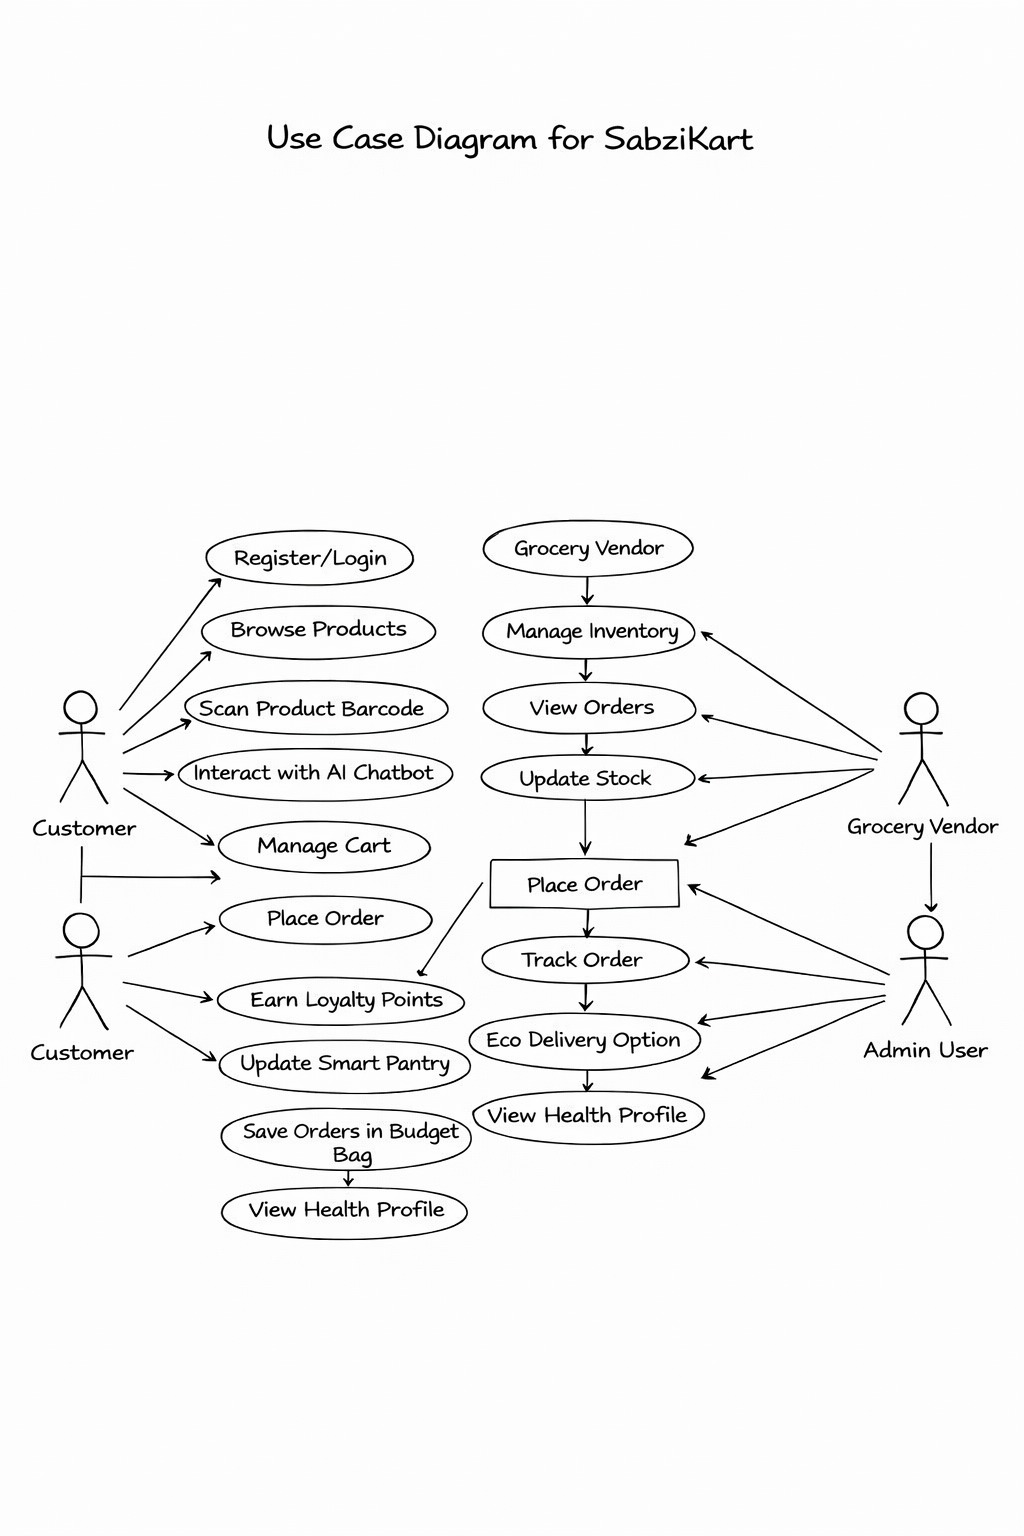 Use Case Diagram for SabziKart
Register/Login
Browse Products
Scan Product Barcode
Interact with AI Chatbot
Manage Cart
Customer
Place Order
Earn Loyalty Points
Update Smart Pantry
Save Orders in Budget
Bag
View Health Profile
Customer
Grocery Vendor
Manage Inventory
View Orders
Update Stock
Place Order
Track Order
Eco Delivery Option
View Health Profile
Grocery Vendor
Admin User